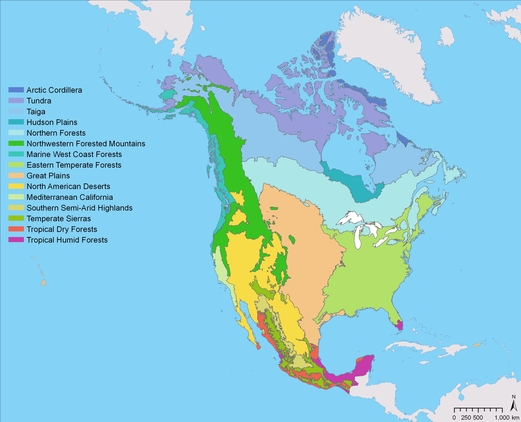 Arctic Cordillera
Tundra
Taiga
Hudson Plains
Northern Forests
Northwestern Forested Mountains
Marine West Coast Forests
Eastern Temperate Forests
Great Plains
North American Deserts
Mediterranean California
Southern Semi-Arid Highlands
Temperate Sierras
Tropical Dry Forests
Tropical Humid Forests
N
0 250 500 1,000 km